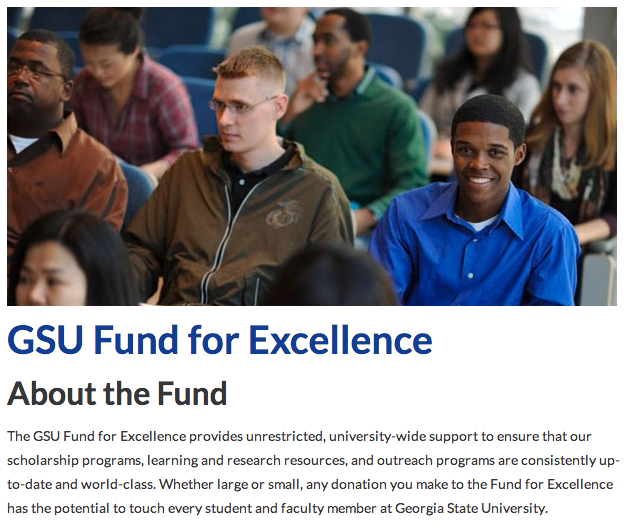 GSU Fund for Excellence
About the Fund
The GSU Fund for Excellence provides unrestricted, university-wide support to ensure that our
scholarship programs, learning and research resources, and outreach programs are consistently up-
to-date and world-class. Whether large or small, any donation you make to the Fund for Excellence
has the potential to touch every student and faculty member at Georgia State University.